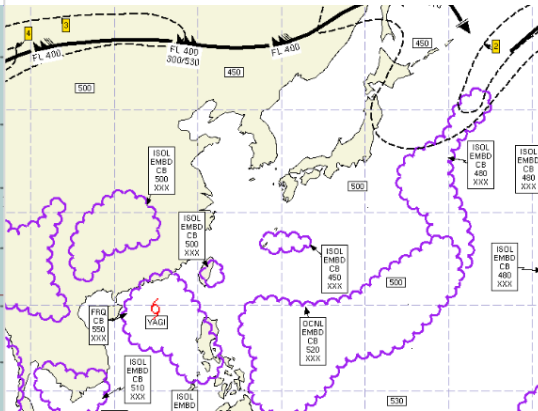 4
3
FL 400
FL 400
300/530
FL 400
450
2
450
500
ISOL
EMBD
CB
500
XXX
ISOL
EMBD
CB
480
XXX
ISOL
EMBD
CB
480
XXX
500
ISOL
EMBD
CB
500
XXX
ISOL
EMBD
CB
450
XXX
ISOL
EMBD
CB
480
XXX
500
FRQ
CB
550
XXX
YAGI
OCNL
EMBD
CB
520
XXX
ISOL
EMBD
CB
510
XXX
ISOL
EMBD
530